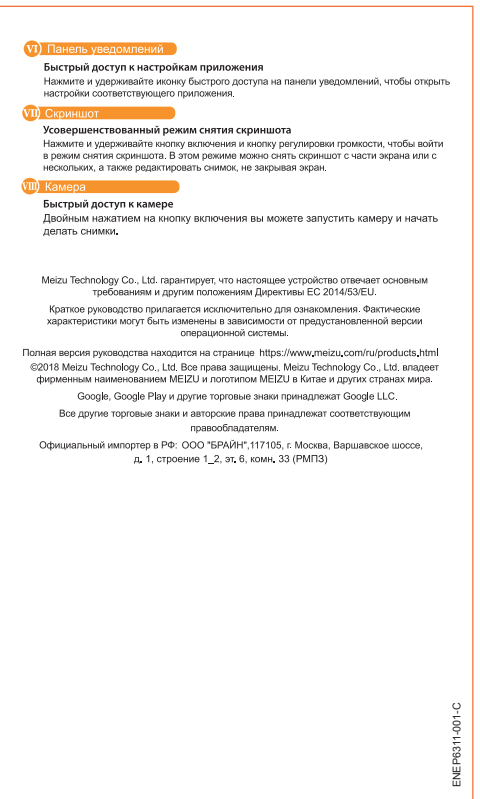 VI Панель уведомлений
Быстрый доступ к настройкам приложения
Нажмите и удерживайте иконку быстрого доступа на панели уведомлений, чтобы открыть
настройки соответствующего приложения.
VII Скриншот
Усовершенствованный режим снятия скриншота
Нажмите и удерживайте кнопку включения и кнопку регулировки громкости, чтобы войти
в режим снятия скриншота. В этом режиме можно снять скриншот с части экрана или с
нескольких, а также редактировать снимок, не закрывая экран.
VIII Камера
Быстрый доступ к камере
Двойным нажатием на кнопку включения вы можете запустить камеру и начать
делать снимки.
Meizu Technology Co., Ltd. гарантирует, что настоящее устройство отвечает основным
требованиям и другим положениям Директивы ЕС 2014/53/EU.
Краткое руководство прилагается исключительно для ознакомления. Фактические
характеристики могут быть изменены в зависимости от предустановленной версии
операционной системы.
Полная версия руководства находится на странице https://www.meizu.com/ru/products.html
©2018 Meizu Technology Co., Ltd. Все права защищены. Meizu Technology Co., Ltd. владеет
фирменным наименованием MEIZU и логотипом MEIZU в Китае и других странах мира.
Google, Google Play и другие торговые знаки принадлежат Google LLC.
Все другие торговые знаки и авторские права принадлежат соответствующим
правообладателям.
Официальный импортер в РФ: ООО "БРАЙН",117105, г. Москва, Варшавское шоссе,
д. 1, строение 1_2, эт. 6, комн. 33 (РМПЗ)
ENEP6311-001-C